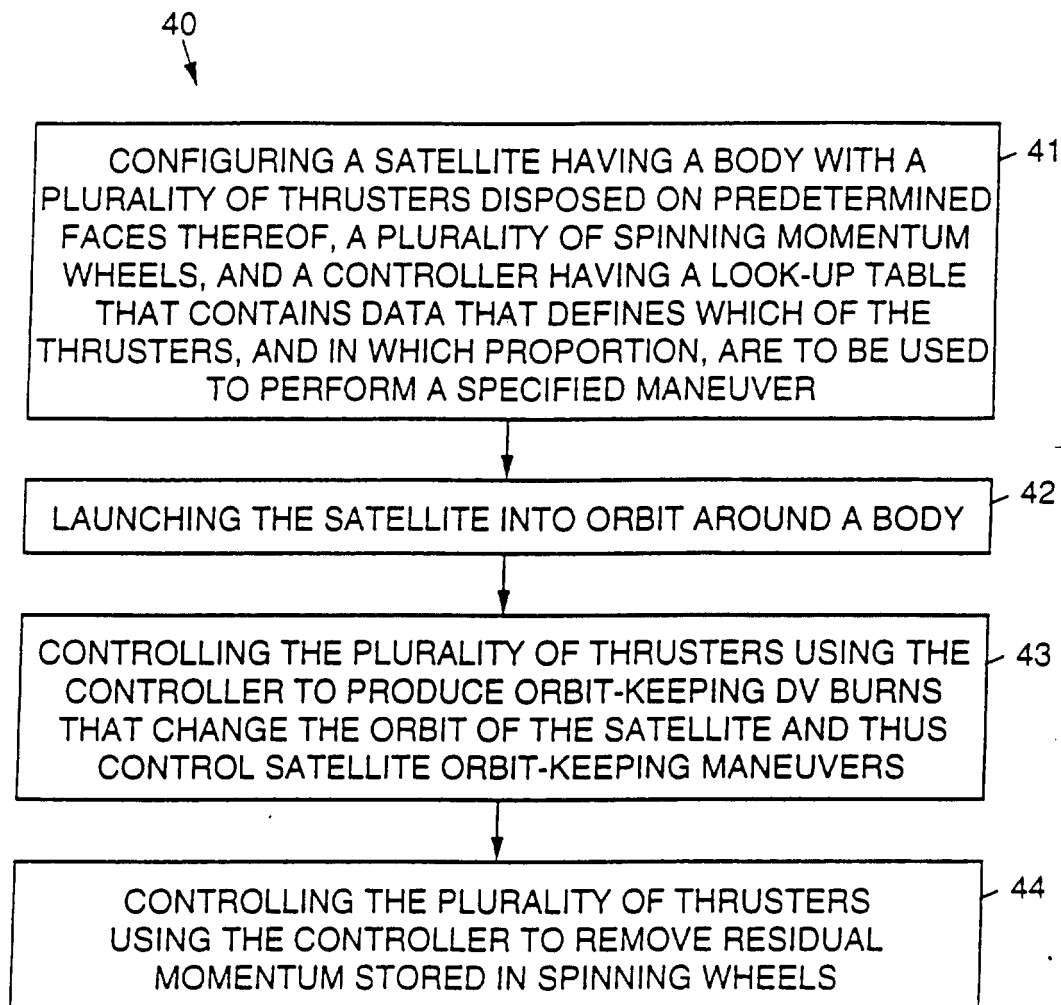 40
CONFIGURING A SATELLITE HAVING A BODY WITH A
PLURALITY OF THRUSTERS DISPOSED ON PREDETERMINED
FACES THEREOF, A PLURALITY OF SPINNING MOMENTUM
WHEELS, AND A CONTROLLER HAVING A LOOK-UP TABLE
THAT CONTAINS DATA THAT DEFINES WHICH OF THE
THRUSTERS, AND IN WHICH PROPORTION, ARE TO BE USED
TO PERFORM A SPECIFIED MANEUVER
41
LAUNCHING THE SATELLITE INTO ORBIT AROUND A BODY
42
CONTROLLING THE PLURALITY OF THRUSTERS USING THE
CONTROLLER TO PRODUCE ORBIT-KEEPING DV BURNS
THAT CHANGE THE ORBIT OF THE SATELLITE AND THUS
CONTROL SATELLITE ORBIT-KEEPING MANEUVERS
43
CONTROLLING THE PLURALITY OF THRUSTERS
USING THE CONTROLLER TO REMOVE RESIDUAL
MOMENTUM STORED IN SPINNING WHEELS
44